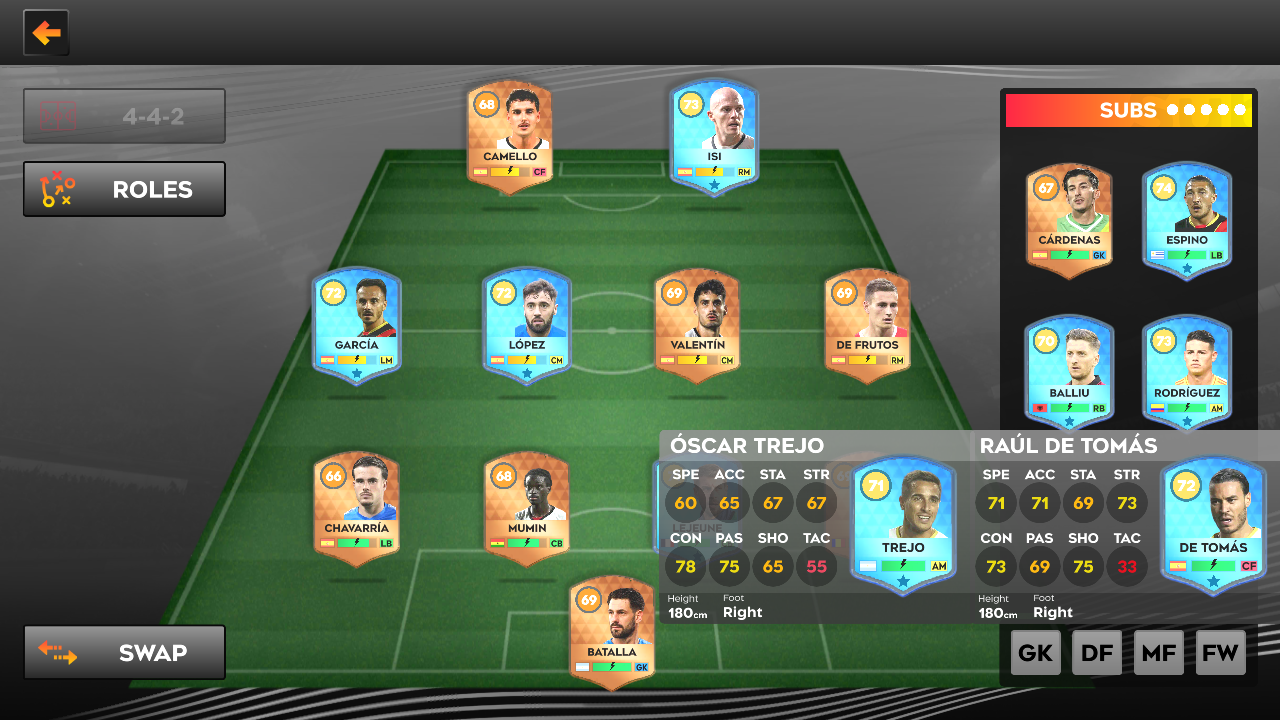 4-4-2
ROLES
68
CAMELLO
CF
73
ISI
RM
SUBS
67
CÁRDENAS
GK
74
ESPINO
LB
72
GARCÍA
LM
72
LÓPEZ
CM
69
VALENTÍN
CM
69
DE FRUTOS
RM
70
BALLIU
RB
73
RODRÍGUEZ
AM
66
CHAVARRÍA
LB
68
MUMIN
CB
LEJEUNE
ÓSCAR TREJO
SPE ACC STA STR
60 65 67 67
CON PAS SHO TAC
78 75 65 55
Height Foot
180cm Right
71
TREJO
AM
RAÚL DE TOMÁS
SPE ACC STA STR
71 71 69 73
CON PAS SHO TAC
73 69 75 33
Height Foot
180cm Right
72
DE TOMÁS
CF
69
BATALLA
GK
SWAP
GK DF MF FW